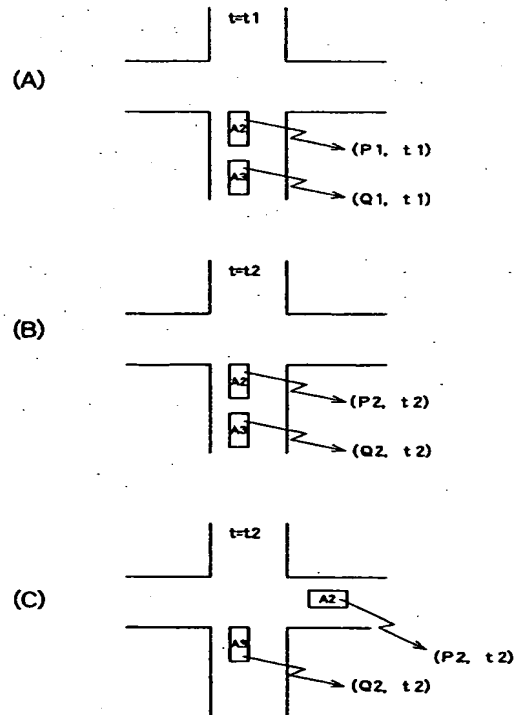 t=t1
(A)
A2
(P1, t1)
A3
(Q1, t1)
t=t2
(B)
A2
(P2, t2)
A3
(Q2, t2)
t=t2
(C)
A2
A3
(P2, t2)
(Q2, t2)